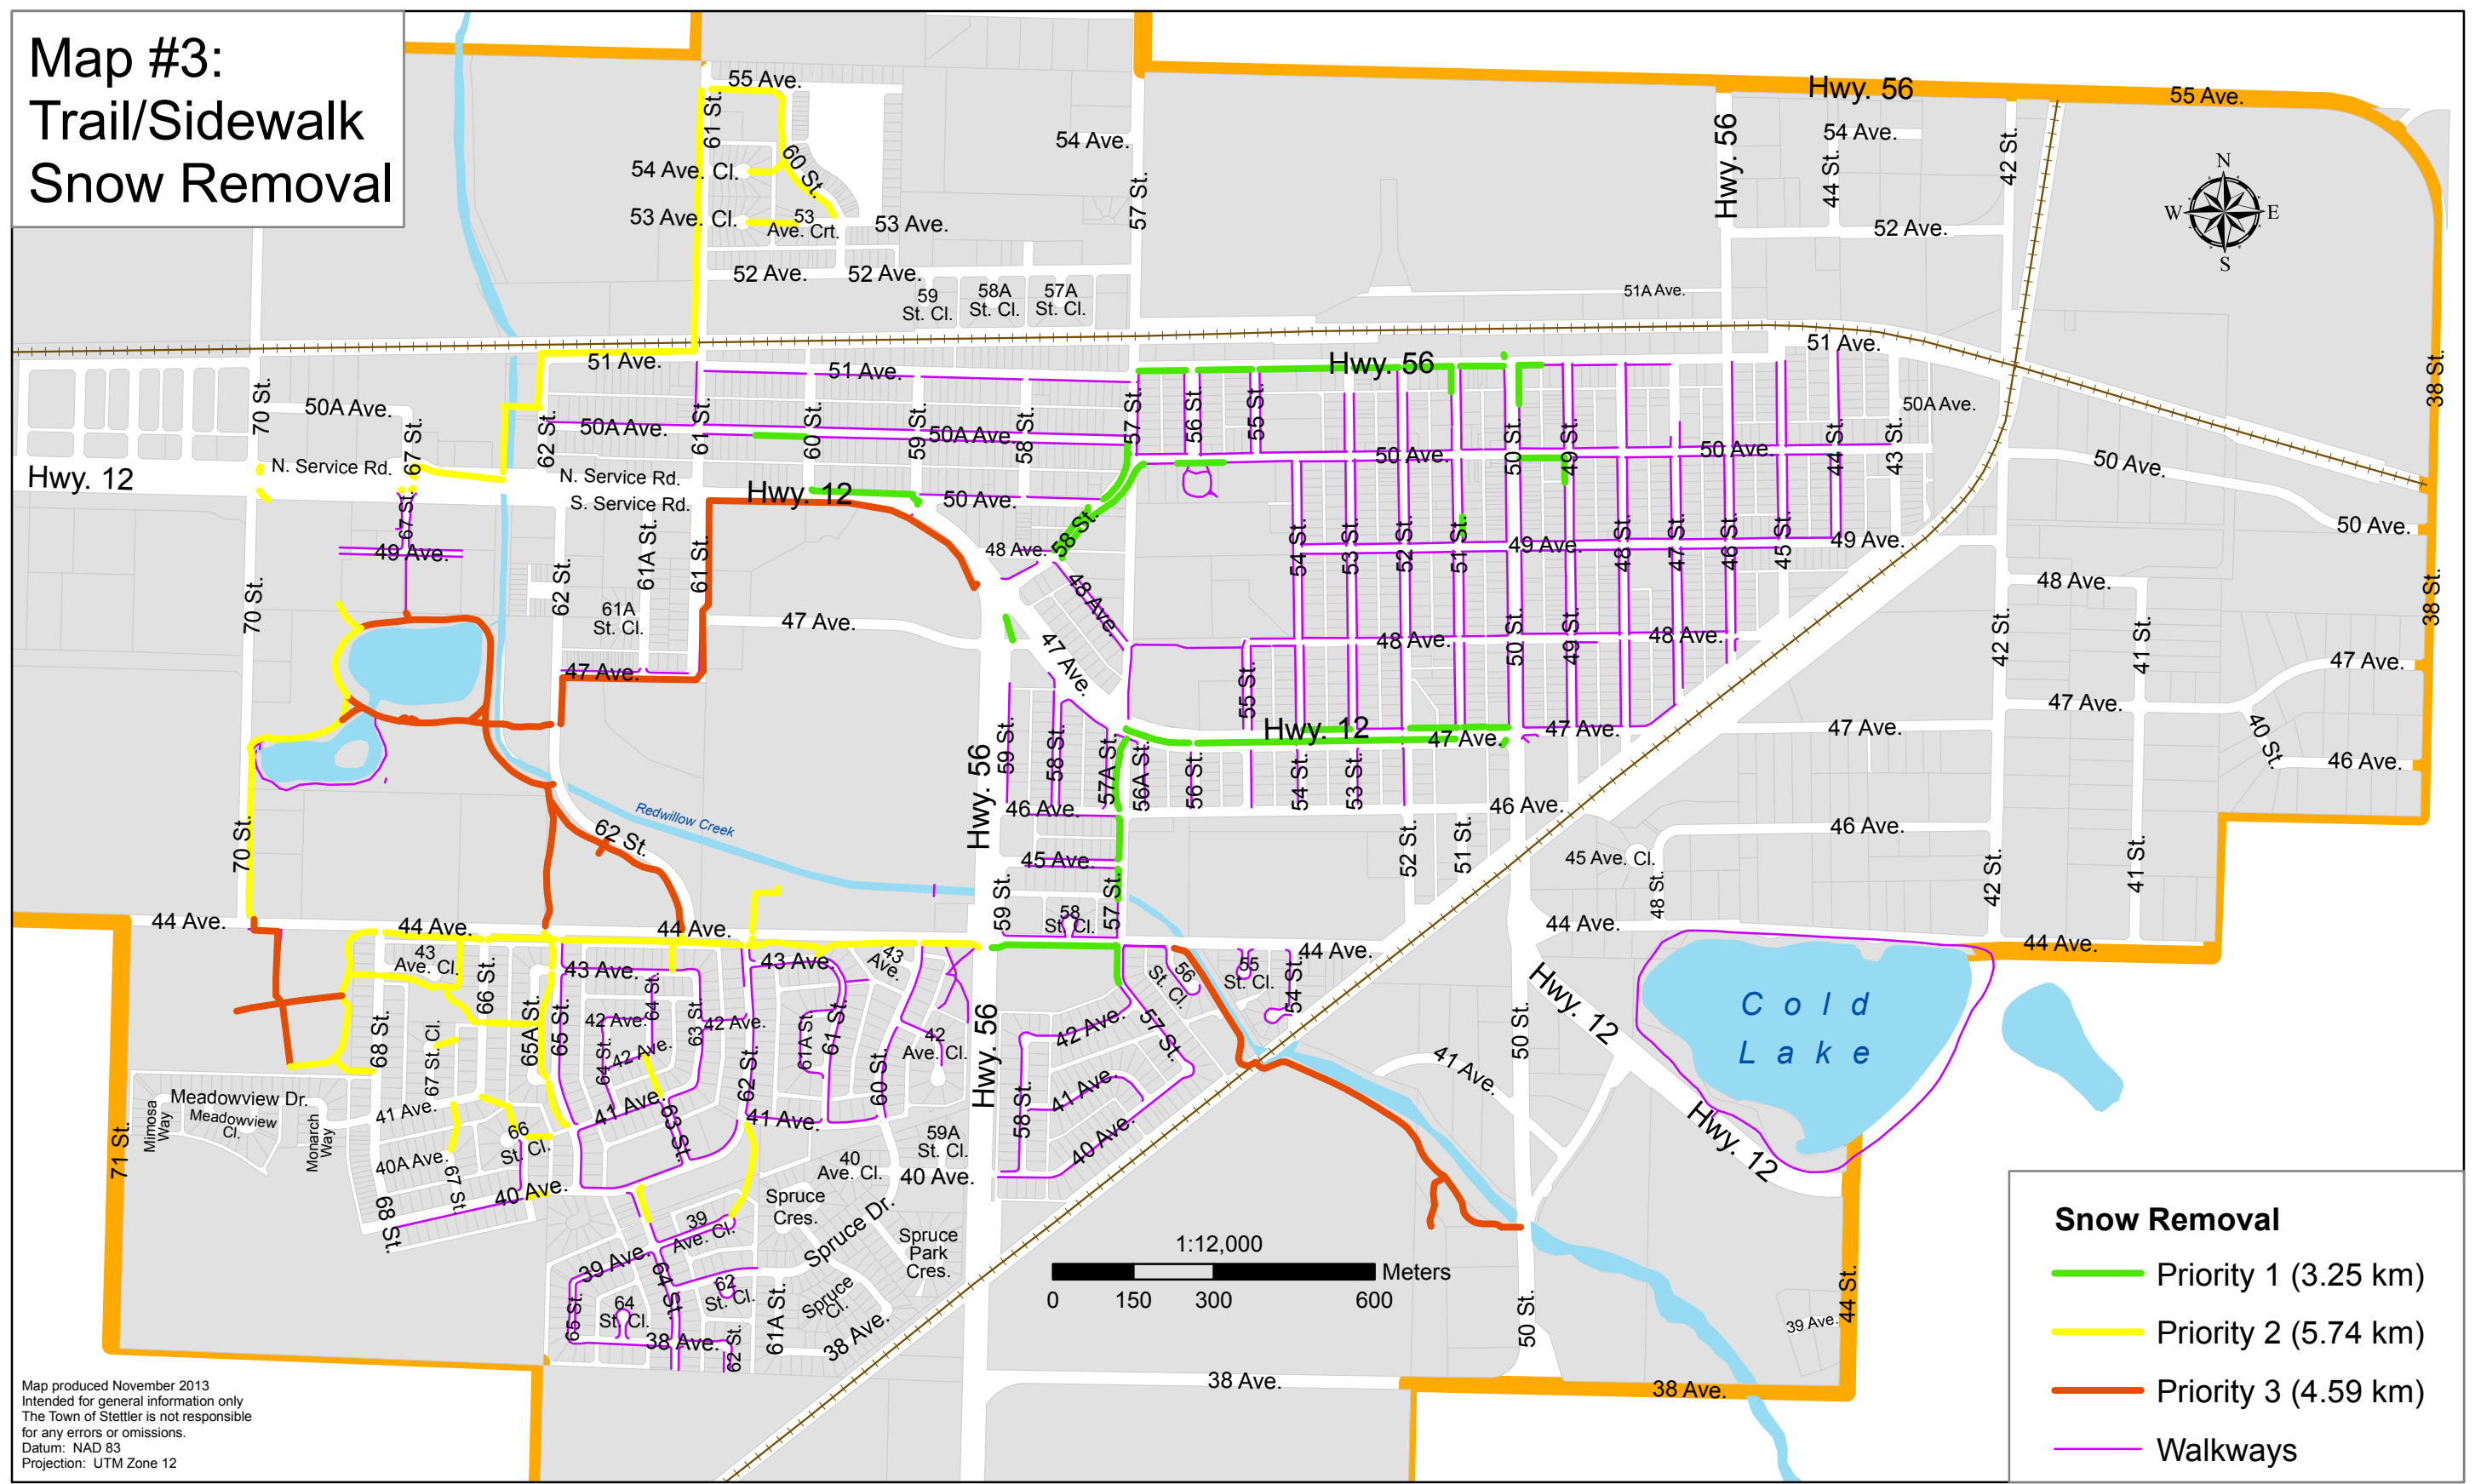 Map #3:
Trail/Sidewalk
Snow Removal
55 Ave.
61 St.
60 St.
54 Ave. Cl.
53 Ave. Cl.
53
Ave. Crt.
53 Ave.
52 Ave.
52 Ave.
59
St. Cl.
58A
St. Cl.
57A
St. Cl.
54 Ave.
57 St.
Hwy. 56
Hwy. 56
55 Ave.
54 Ave.
44 St.
42 St.
52 Ave.
51A Ave.
N
W
E
S
51 Ave.
51 Ave.
Hwy. 56
51 Ave.
38 St.
70 St.
50A Ave.
67 St.
62 St.
50A Ave.
61 St.
60 St.
59 St.
50A Ave.
58 St.
57 St.
56 St.
55 St.
50 Ave.
50 St.
49 St.
50 Ave.
44 St.
43 St.
50A Ave.
50 Ave.
50 Ave.
Hwy. 12
N. Service Rd.
N. Service Rd.
S. Service Rd.
Hwy. 12
50 Ave.
67 St.
49 Ave.
70 St.
62 St.
61A St.
61 St.
61A
St. Cl.
47 Ave.
47 Ave.
48 Ave.
58 St.
48 Ave.
47 Ave.
54 St.
53 St.
52 St.
51 St.
49 Ave.
48 St.
47 St.
46 St.
45 St.
49 Ave.
48 Ave.
50 St.
49 St.
48 Ave.
55 St.
48 Ave.
42 St.
41 St.
38 St.
47 Ave.
47 Ave.
40 St.
46 Ave.
Hwy. 12
47 Ave.
47 Ave.
47 Ave.
Hwy. 56
59 St.
58 St.
57A St.
56A St.
56 St.
54 St.
53 St.
46 Ave.
46 Ave.
46 Ave.
45 Ave.
45 Ave. Cl.
48 St.
52 St.
51 St.
42 St.
41 St.
70 St.
62 St.
Redwillow Creek
59 St.
58
St. Cl.
57 St.
44 Ave.
44 Ave.
44 Ave.
44 Ave.
44 Ave.
44 Ave.
43
Ave. Cl.
66 St.
65A St.
65 St.
43 Ave.
64 St.
63 St.
42 Ave.
42 Ave.
42 Ave.
64 St.
62 St.
43 Ave.
43
Ave.
61A St.
61 St.
60 St.
42
Ave. Cl.
Hwy. 56
56
St. Cl.
55
St. Cl.
54 St.
42 Ave.
57 St.
41 Ave.
58 St.
40 Ave.
50 St.
Hwy. 12
41 Ave.
Cold
Lake
Hwy. 12
68 St.
67 St. Cl.
Meadowview Dr.
Meadowview
Cl.
Mimosa
Way
Monarch
Way
71 St.
41 Ave.
40A Ave.
67 St.
68 St.
66
St. Cl.
40 Ave.
41 Ave.
63 St.
41 Ave.
59A
St. Cl.
40
Ave. Cl.
40 Ave.
Spruce
Cres.
Spruce Dr.
Spruce
Park
Cres.
39
Ave. Cl.
39 Ave.
64 St.
62
St. Cl.
65 St.
64
St. Cl.
38 Ave.
62 St.
61A St.
Spruce
Cl.
38 Ave.
1:12,000
Meters
0 150 300 600
38 Ave.
50 St.
38 Ave.
39 Ave.
44 St.
Snow Removal
Priority 1 (3.25 km)
Priority 2 (5.74 km)
Priority 3 (4.59 km)
Walkways
Map produced November 2013
Intended for general information only
The Town of Stettler is not responsible
for any errors or omissions.
Datum: NAD 83
Projection: UTM Zone 12